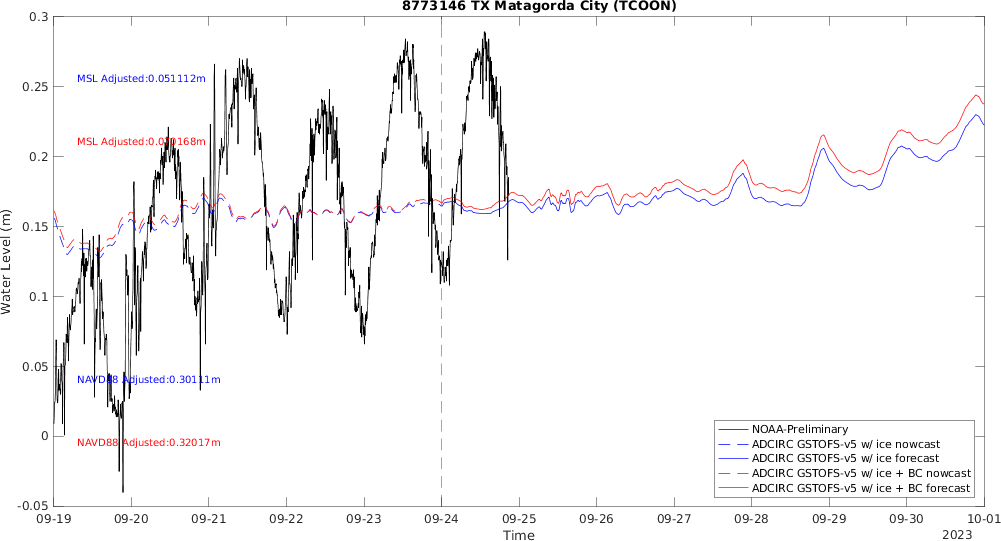 8773146 TX Matagorda City (TCOON)
0.3
0.25
0.2
0.15
0.1
0.05
0
-0.05
Water Level (m)
MSL Adjusted:0.051112m
MSL Adjusted:0.070168m
NAVD88 Adjusted:0.30111m
NAVD88 Adjusted:0.32017m
NOAA-Preliminary
ADCIRC GSTOFS-v5 w/ ice nowcast
ADCIRC GSTOFS-v5 w/ ice forecast
ADCIRC GSTOFS-v5 w/ ice + BC nowcast
ADCIRC GSTOFS-v5 w/ ice + BC forecast
09-19 09-20 09-21 09-22 09-23 09-24 09-25 09-26 09-27 09-28 09-29 09-30 10-01
Time
2023